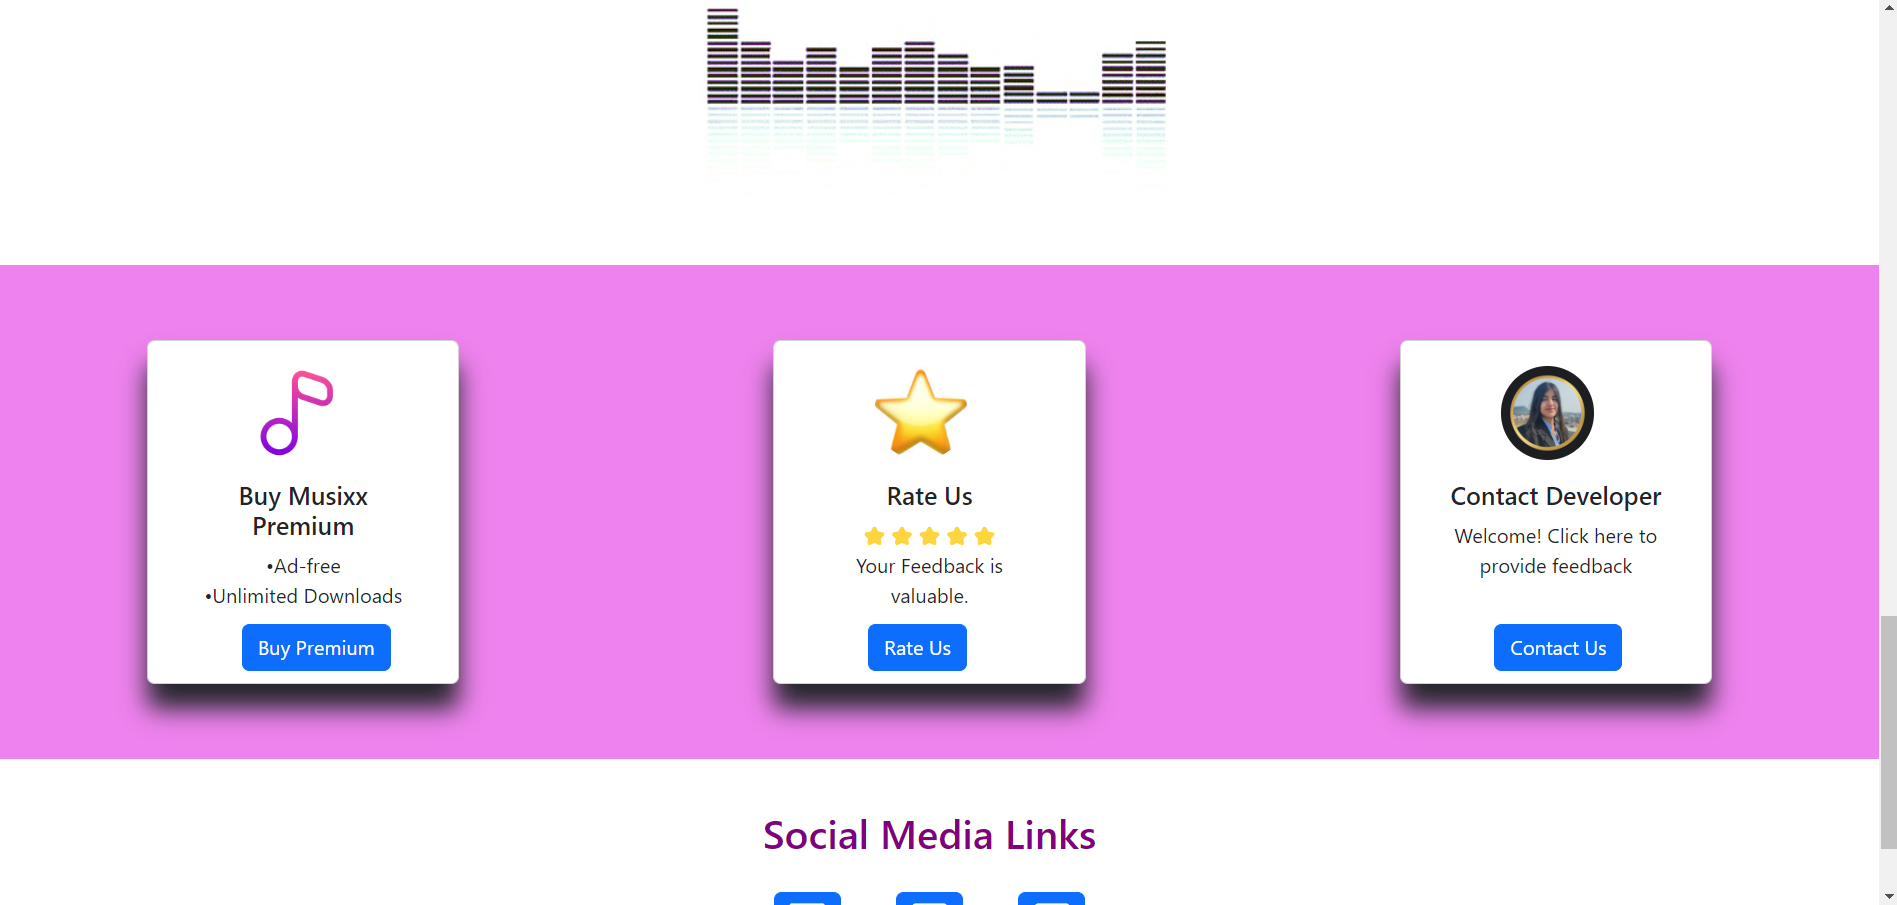 Buy Musixx
Premium
•Ad-free
•Unlimited Downloads
Buy Premium
Rate Us
Your Feedback is
valuable.
Rate Us
Contact Developer
Welcome! Click here to
provide feedback
Contact Us
Social Media Links